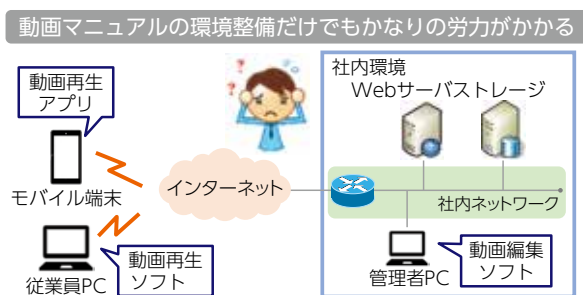 動画マニュアルの環境整備だけでもかなりの労力がかかる
動画再生
アプリ
モバイル端末
従業員PC
動画再生
ソフト
インターネット
?
?
?
社内環境
Webサーバストレージ
社内ネットワーク
管理者PC
動画編集
ソフト